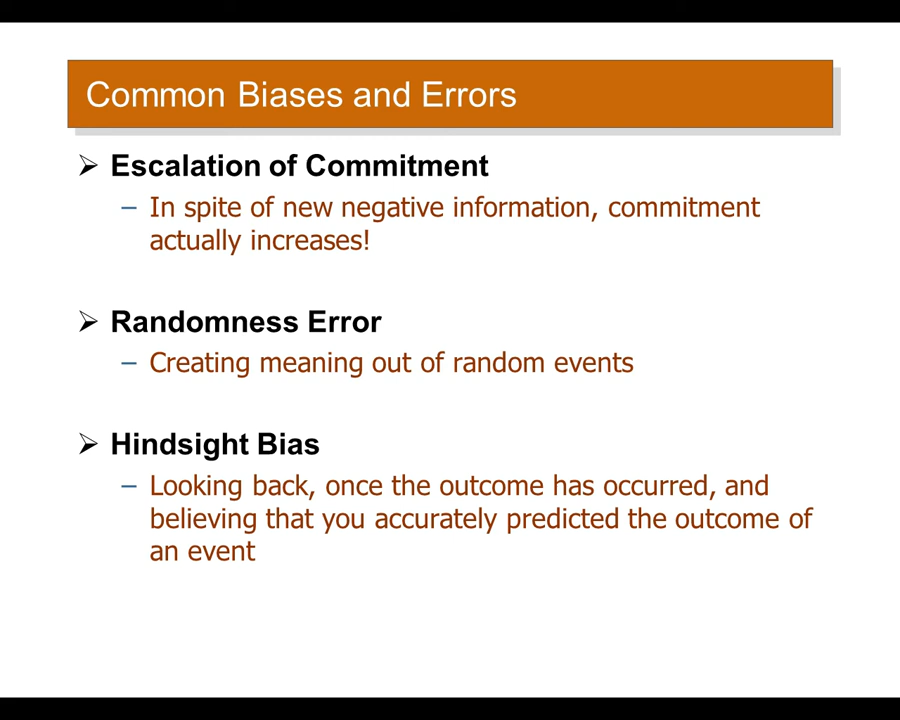 Common Biases and Errors
➢ Escalation of Commitment
– In spite of new negative information, commitment
actually increases!
➢ Randomness Error
– Creating meaning out of random events
➢ Hindsight Bias
– Looking back, once the outcome has occurred, and
believing that you accurately predicted the outcome of
an event